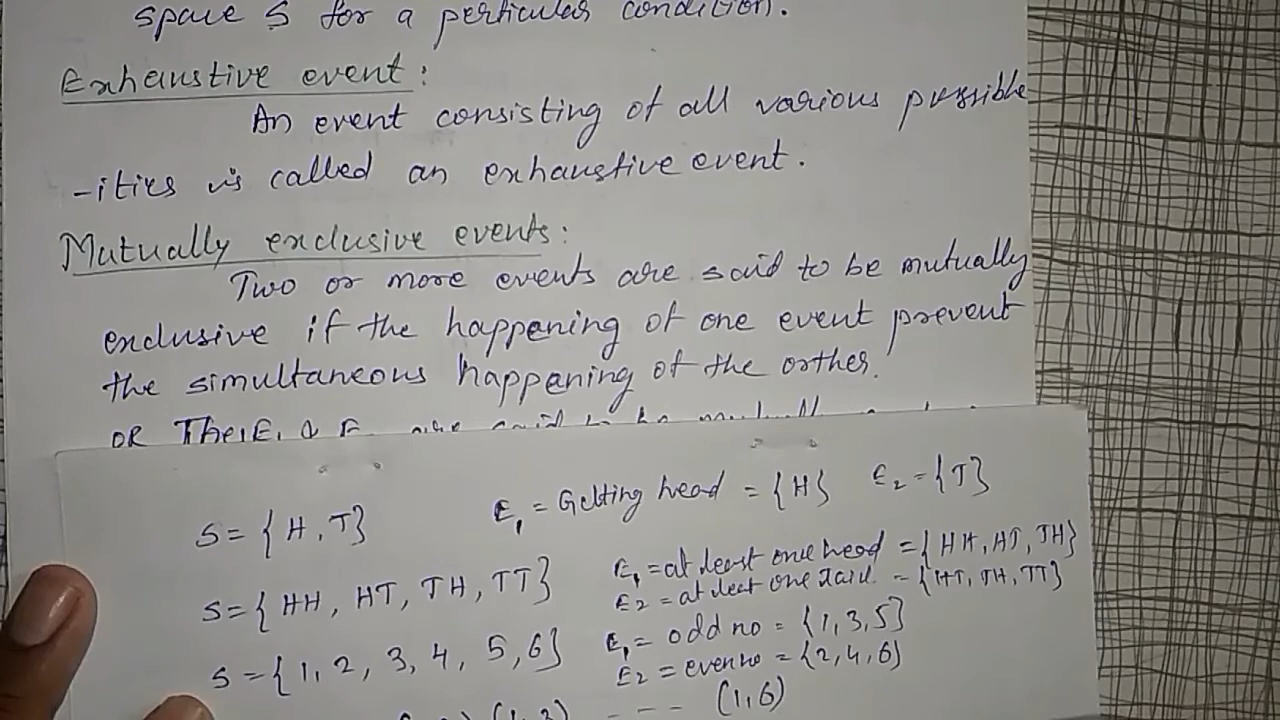 space S for a perticular condition.
Exhaustive event:
An event consisting of all various possible
-ities is called an exhaustive event.
Mutually exclusive events:
Two or more events are said to be mutually
exclusive if the happening of one event prevent
the simultaneous happening of the orther.
OR The E, &
S = {H, T} E₁ = Getting head = {H} E₂ = {T}
S = {HH, HT, TH, TT} E₁ = at least one head = {HH, HT, TH}
E₂ = at leat one tail = {HT, TH, TT}
S = {1, 2, 3, 4, 5, 6} E₁ = odd no = {1, 3, 5}
E₂ = even no = {2, 4, 6}
--- (1,6)